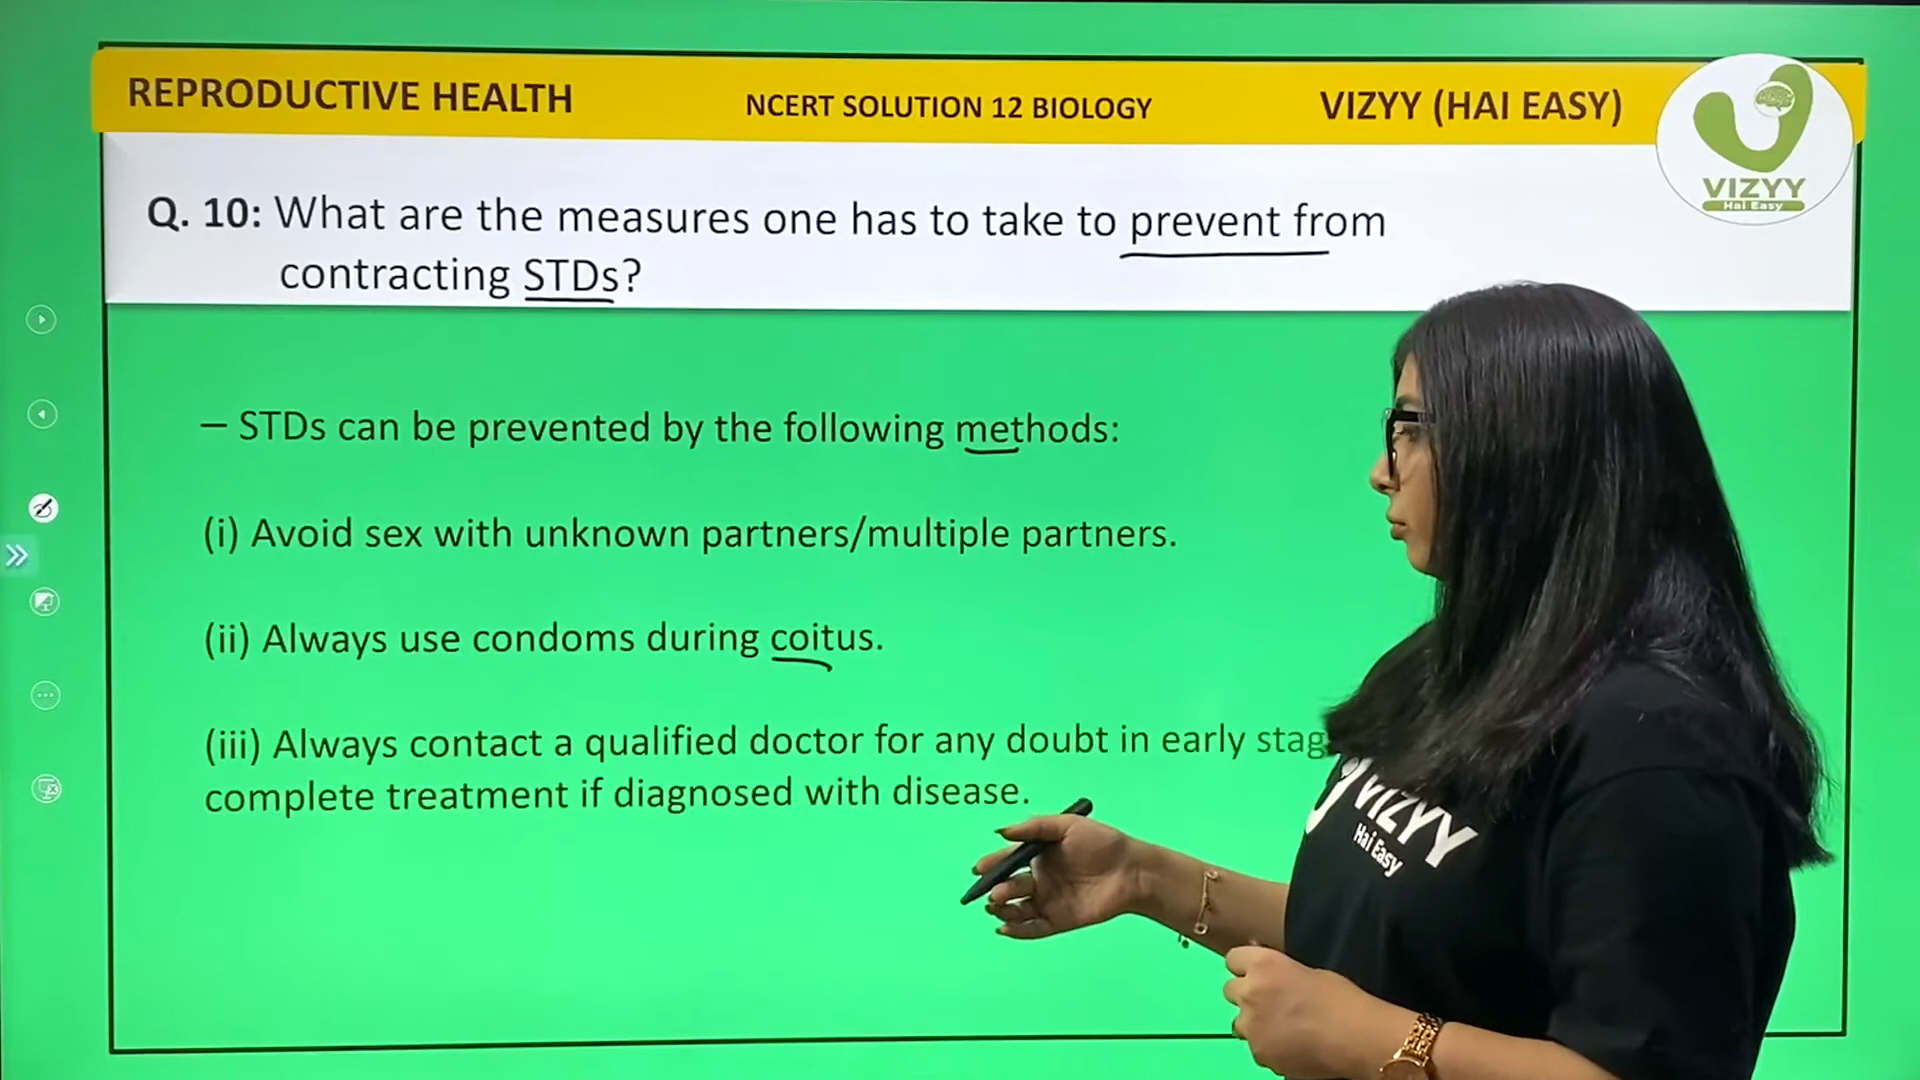 REPRODUCTIVE HEALTH NCERT SOLUTION 12 BIOLOGY VIZYY (HAI EASY)
VIZYY
Hai Easy
Q. 10: What are the measures one has to take to prevent from
contracting STDs?
– STDs can be prevented by the following methods:
(i) Avoid sex with unknown partners/multiple partners.
(ii) Always use condoms during coitus.
(iii) Always contact a qualified doctor for any doubt in early stag
complete treatment if diagnosed with disease.
VIZYY
Hai Easy